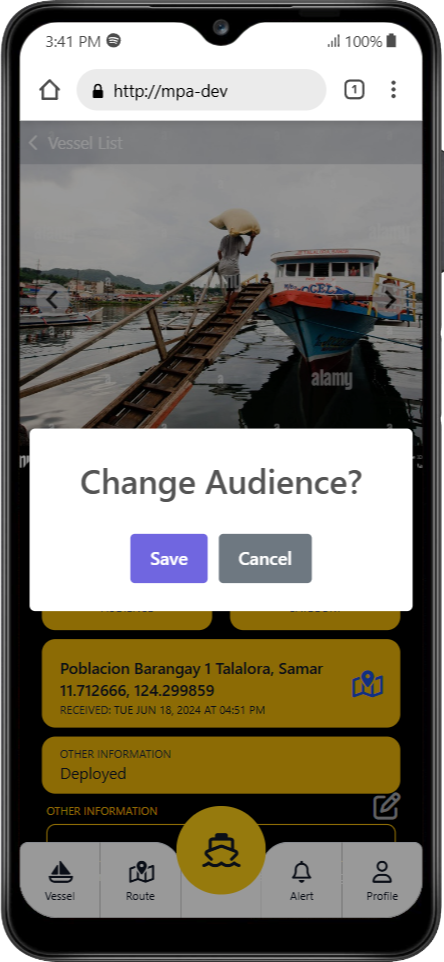 3:41 PM
100%
http://mpa-dev
1
Vessel List
alamy
Change Audience?
Save Cancel
Poblacion Barangay 1 Talalora, Samar
11.712666, 124.299859
RECEIVED: TUE JUN 18, 2024 AT 04:51 PM
OTHER INFORMATION
Deployed
OTHER INFORMATION
Vessel Route Alert Profile